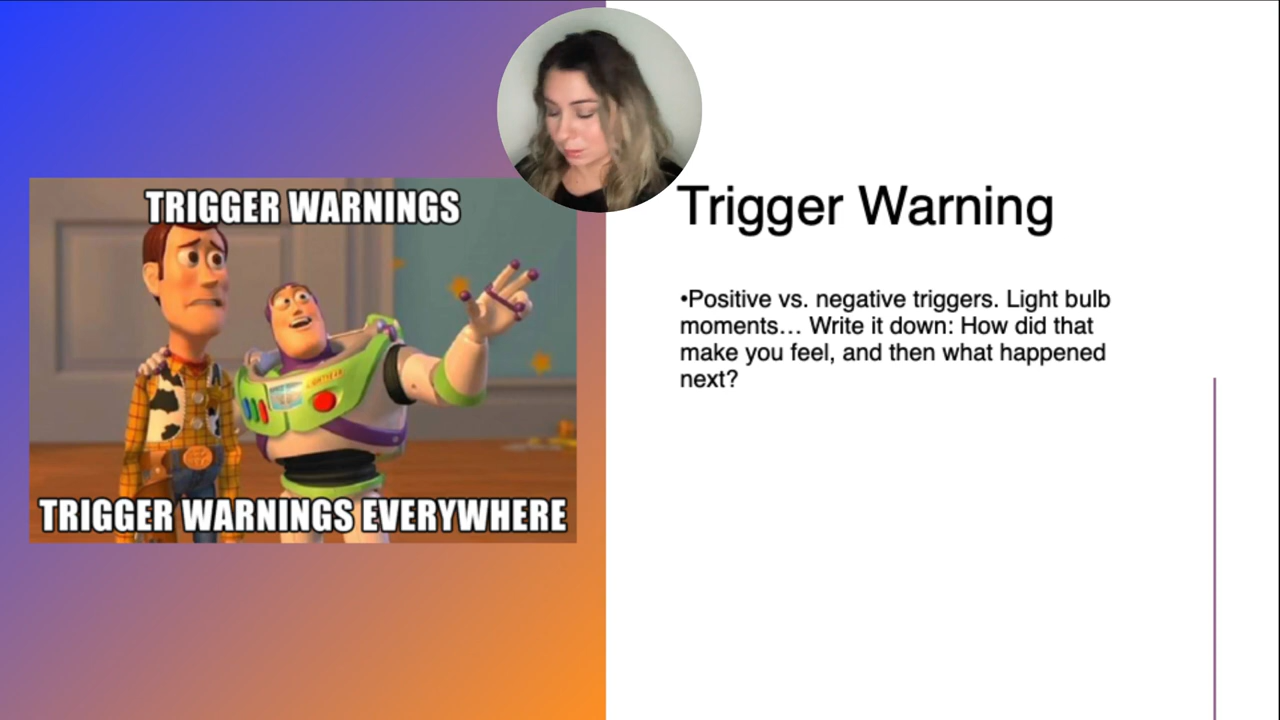 TRIGGER WARNINGS
LIGHTYEAR
TRIGGER WARNINGS EVERYWHERE
Trigger Warning
•Positive vs. negative triggers. Light bulb
moments… Write it down: How did that
make you feel, and then what happened
next?